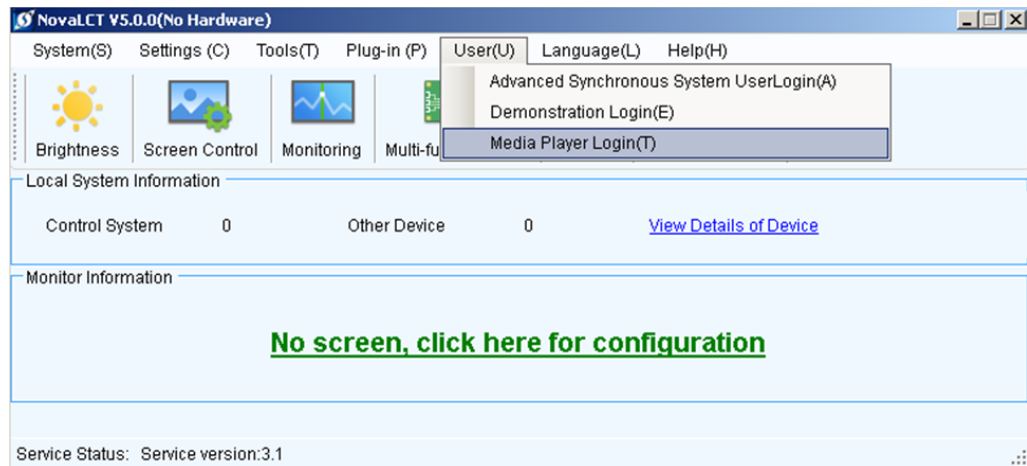 NovaLCT V5.0.0(No Hardware)
System(S) Settings (C) Tools(T) Plug-in (P) User(U) Language(L) Help(H)
Advanced Synchronous System UserLogin(A)
Demonstration Login(E)
Media Player Login(T)
Brightness Screen Control Monitoring Multi-fu
Local System Information
Control System 0 Other Device 0 View Details of Device
Monitor Information
No screen, click here for configuration
Service Status: Service version:3.1